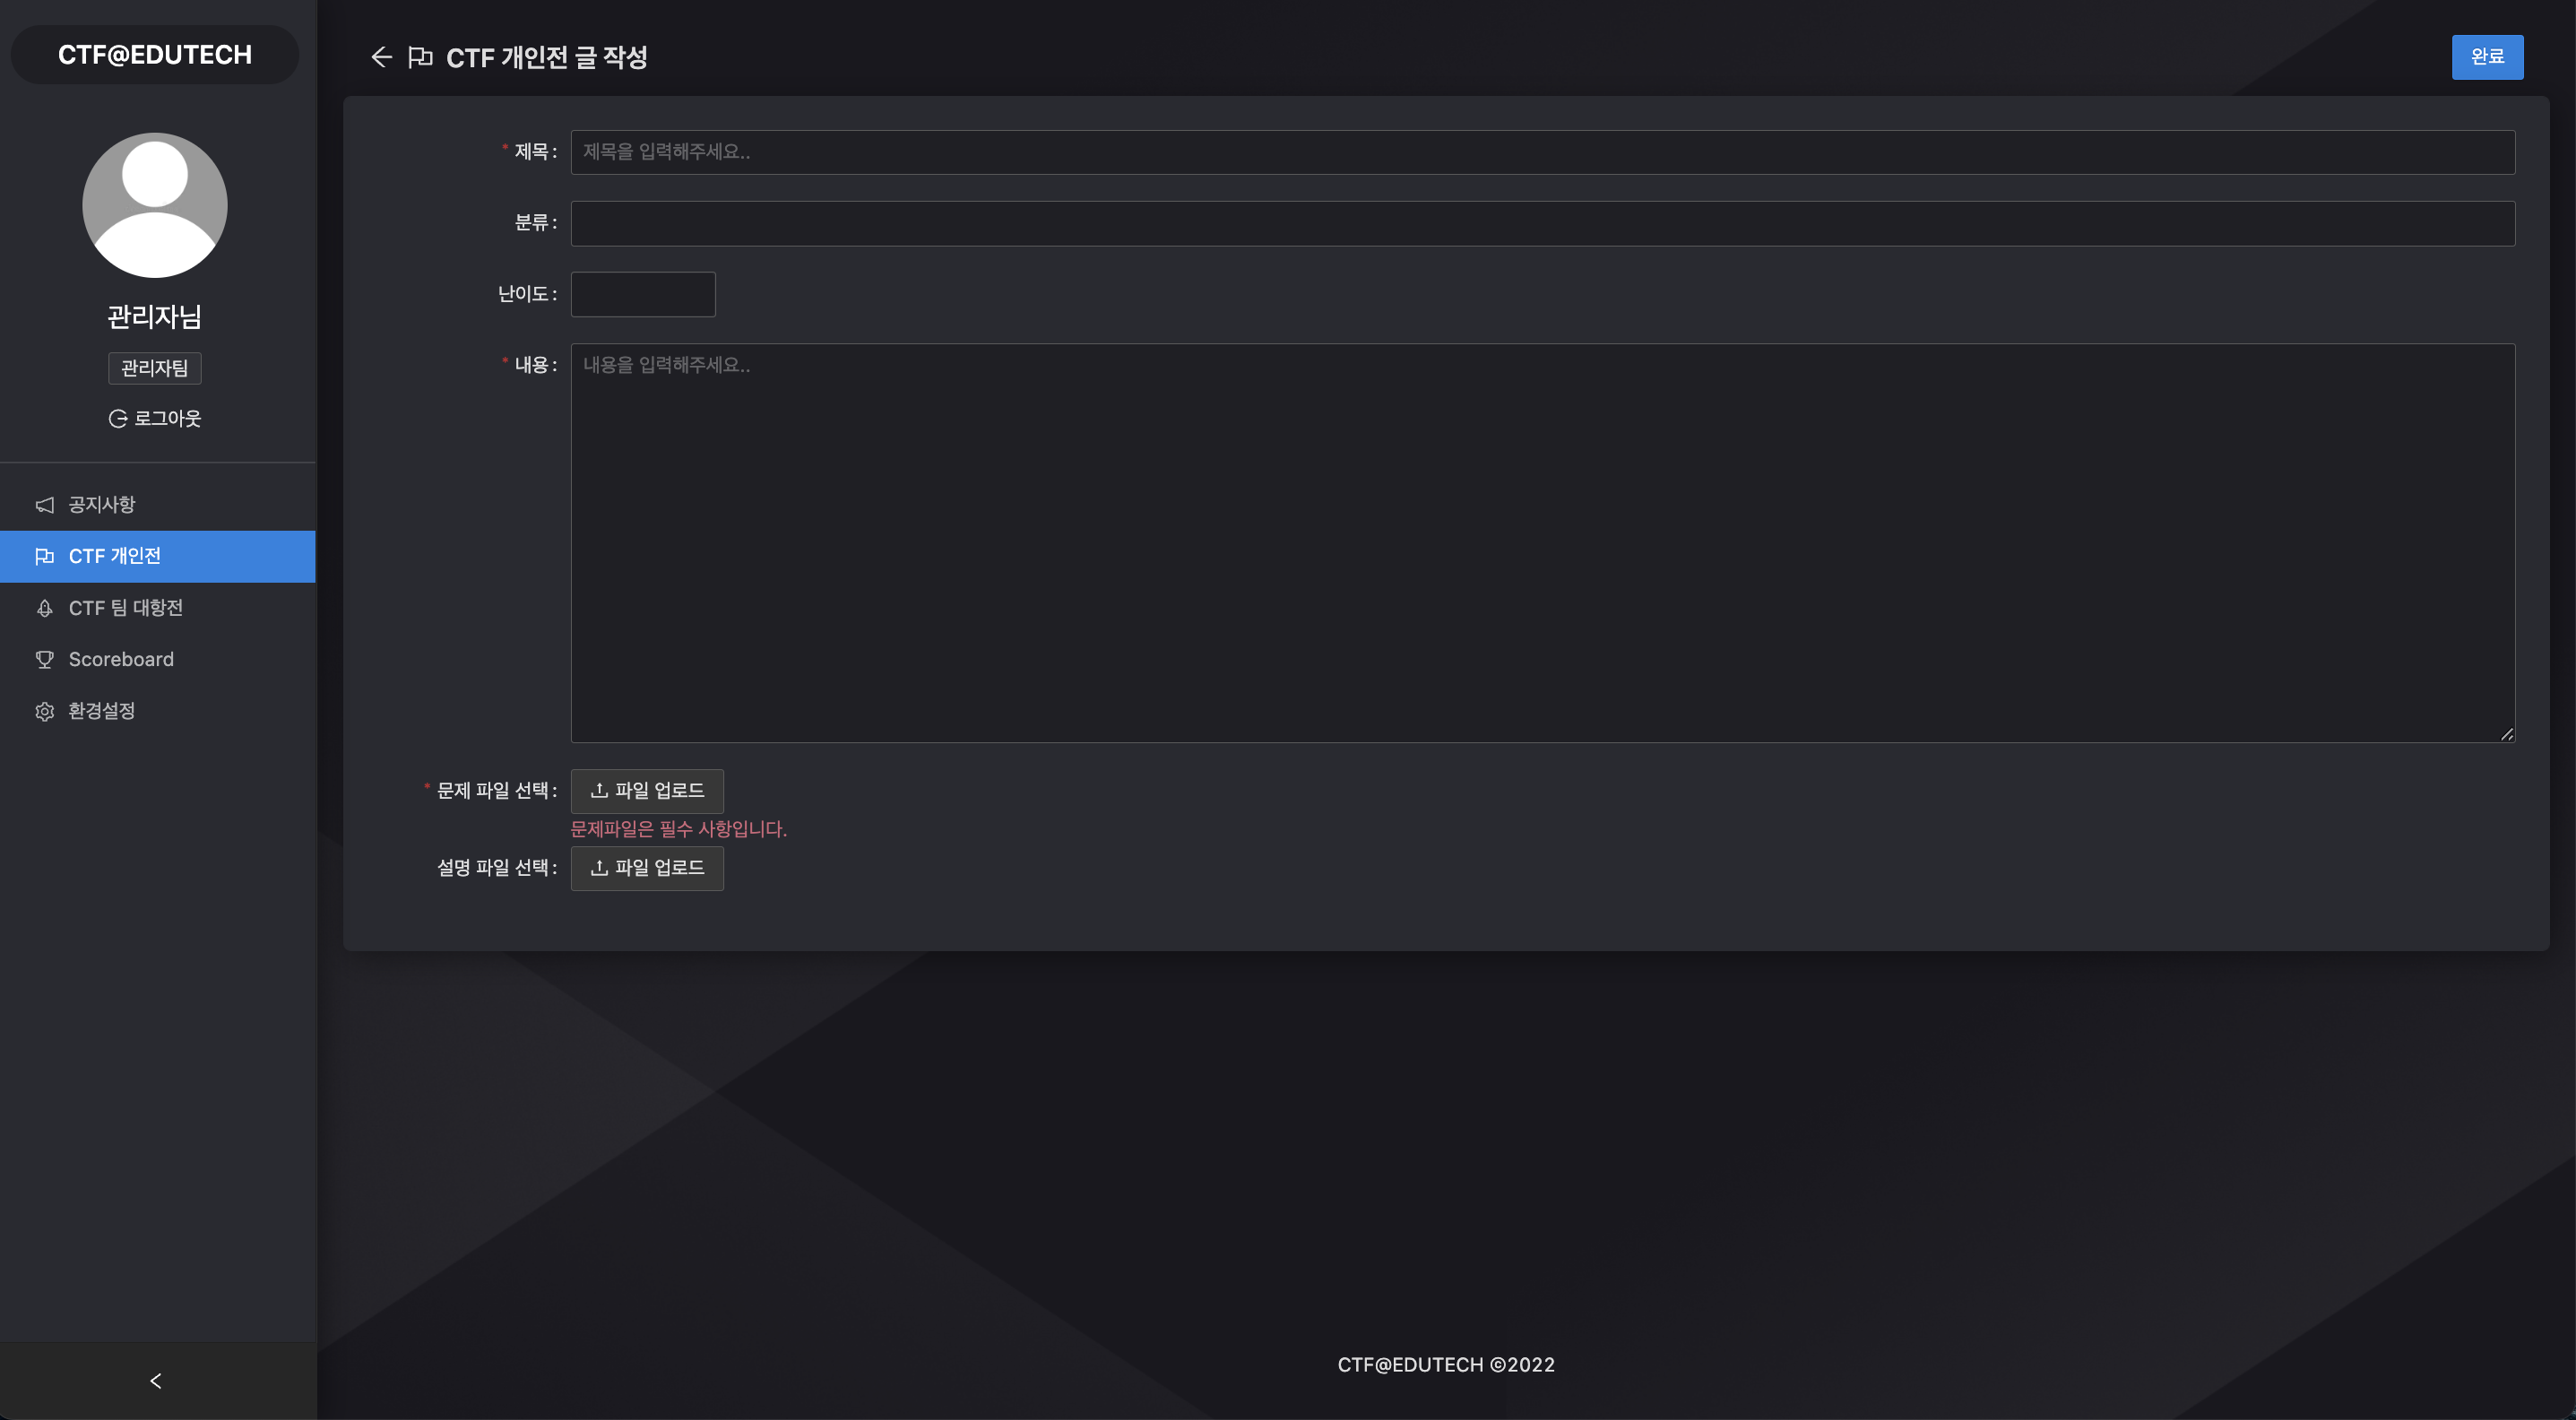 CTF@EDUTECH
관리자님
관리자팀
로그아웃
공지사항
CTF 개인전
CTF 팀 대항전
Scoreboard
환경설정
CTF 개인전 글 작성
완료
* 제목 : 제목을 입력해주세요..
분류 :
난이도 :
* 내용 : 내용을 입력해주세요..
* 문제 파일 선택 : 파일 업로드
문제파일은 필수 사항입니다.
설명 파일 선택 : 파일 업로드
CTF@EDUTECH ©2022